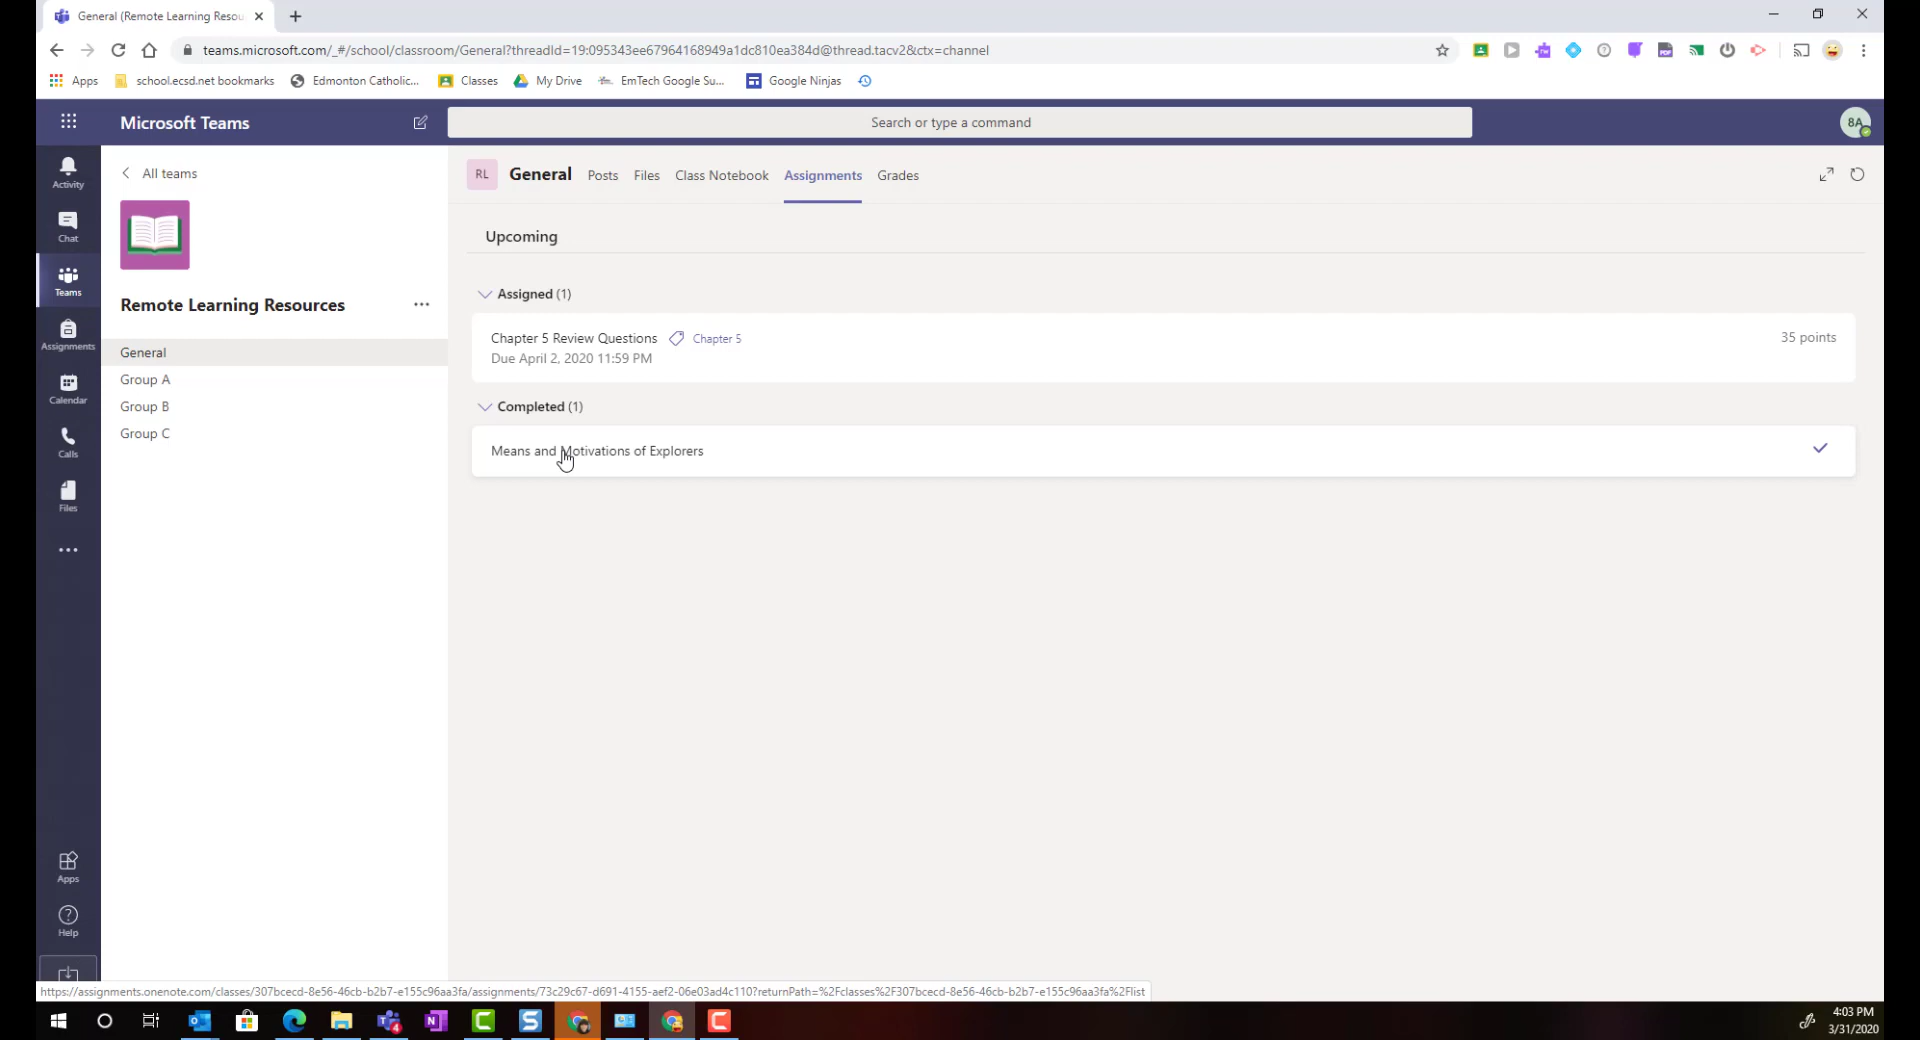 General (Remote Learning Resou
teams.microsoft.com/_#/school/classroom/General?threadId=19:095343ee67964168949a1dc810ea384d@thread.tacv2&ctx=channel
Apps school.ecsd.net bookmarks Edmonton Catholic... Classes My Drive EmTech Google Su... Google Ninjas
Microsoft Teams
Search or type a command
8A
Activity
Chat
Teams
Assignments
Calendar
Calls
Files
Apps
Help
All teams
Remote Learning Resources
General
Group A
Group B
Group C
RL General Posts Files Class Notebook Assignments Grades
Upcoming
Assigned (1)
Chapter 5 Review Questions Chapter 5 35 points
Due April 2, 2020 11:59 PM
Completed (1)
Means and Motivations of Explorers
https://assignments.onenote.com/classes/307bcecd-8e56-46cb-b2b7-e155c96aa3fa/assignments/73c29c67-d691-4155-aef2-06e03ad4c110?returnPath=%2Fclasses%2F307bcecd-8e56-46cb-b2b7-e155c96aa3fa%2Flist
4:03 PM
3/31/2020